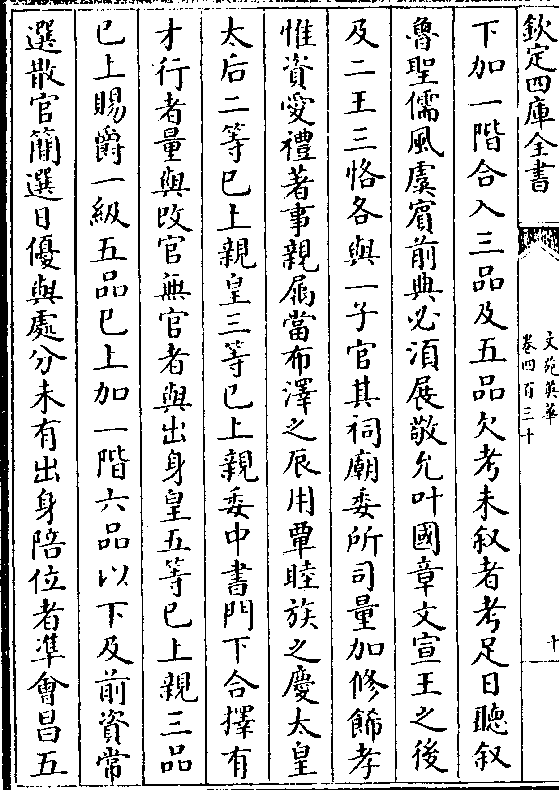 欽定四庫全書
文苑英華
卷四百三十
十
下加一階合入三品及五品欠考未叙者考足日聽叙
魯聖儒風虞賓前典必須展敬允叶國章文宣王之後
及二王三恪各與一子官其祠廟委所司量加修餙孝
惟資愛禮著事親屬當布澤之辰用覃睦族之慶太皇
太后二等已上親皇三等已上親委中書門下合擇有
才行者量與改官無官者與出身皇五等已上親三品
已上賜爵一級五品已上加一階六品以下及前資常
選散官簡選日優與處分未有出身陪位者準會昌五